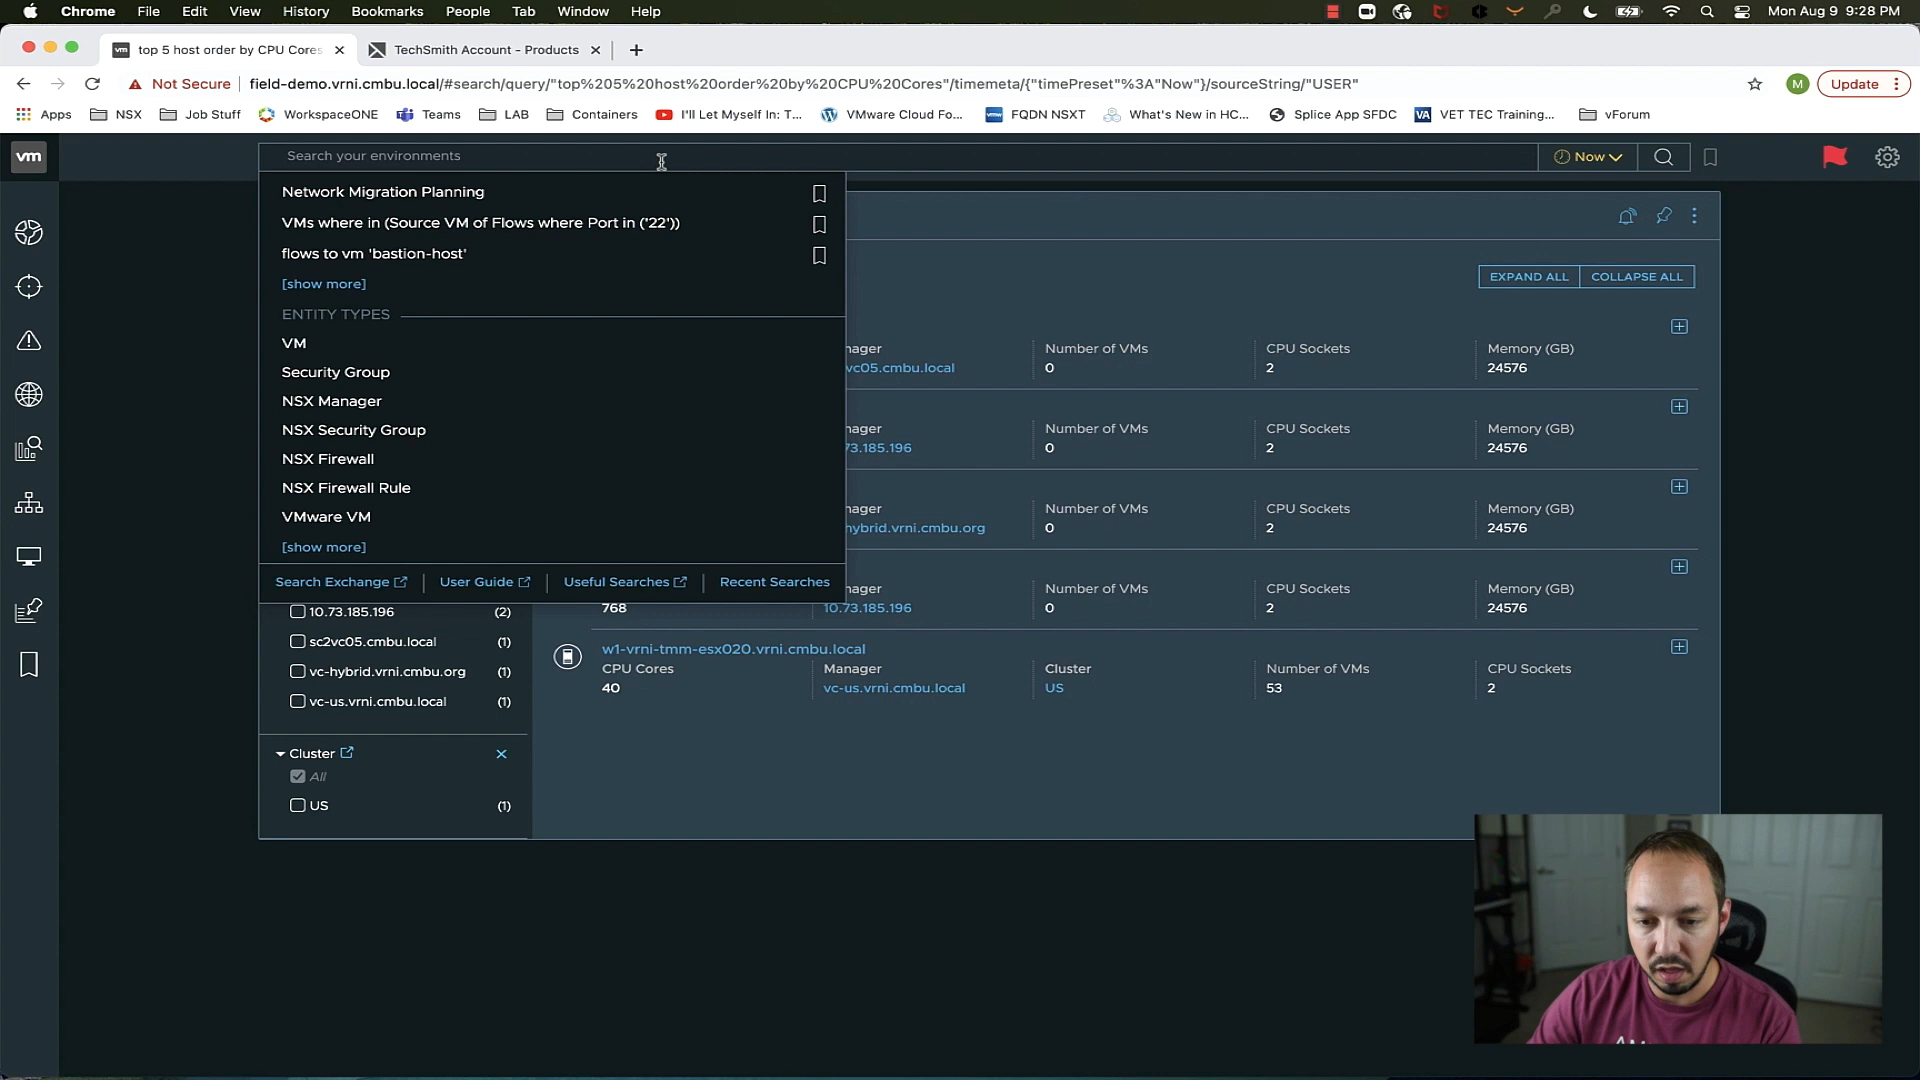 Chrome File Edit View History Bookmarks People Tab Window Help Mon Aug 9 9:28 PM
vm top 5 host order by CPU Cores TechSmith Account - Products
Not Secure field-demo.vrni.cmbu.local/#search/query/"top%205%20host%20order%20by%20CPU%20Cores"/timemeta/{"timePreset"%3A"Now"}/sourceString/"USER" M Update
Apps NSX Job Stuff WorkspaceONE Teams LAB Containers I'll Let Myself In: T... VMware Cloud Fo... FQDN NSXT What's New in HC... Splice App SFDC VA VET TEC Training... vForum
vm Search your environments Now
Network Migration Planning
VMs where in (Source VM of Flows where Port in ('22'))
flows to vm 'bastion-host'
[show more]
EXPAND ALL COLLAPSE ALL
ENTITY TYPES
VM
Security Group
NSX Manager
NSX Security Group
NSX Firewall
NSX Firewall Rule
VMware VM
[show more]
Search Exchange User Guide Useful Searches Recent Searches
nager Number of VMs CPU Sockets Memory (GB)
vc05.cmbu.local 0 2 24576
nager Number of VMs CPU Sockets Memory (GB)
73.185.196 0 2 24576
nager Number of VMs CPU Sockets Memory (GB)
hybrid.vrni.cmbu.org 0 2 24576
nager Number of VMs CPU Sockets Memory (GB)
768 10.73.185.196 0 2 24576
w1-vrni-tmm-esx020.vrni.cmbu.local
CPU Cores Manager Cluster Number of VMs CPU Sockets
40 vc-us.vrni.cmbu.local US 53 2
10.73.185.196 (2)
sc2vc05.cmbu.local (1)
vc-hybrid.vrni.cmbu.org (1)
vc-us.vrni.cmbu.local (1)
Cluster
All
US (1)